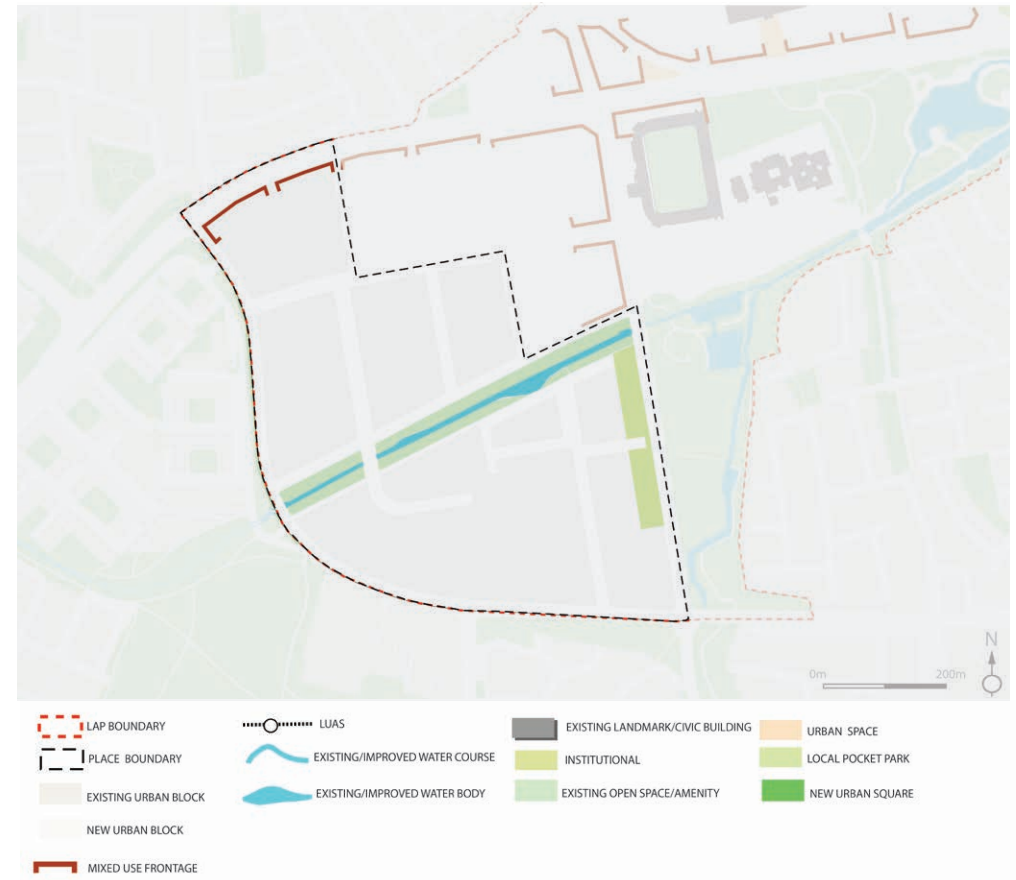 N
0m 200m
LAP BOUNDARY
PLACE BOUNDARY
EXISTING URBAN BLOCK
NEW URBAN BLOCK
MIXED USE FRONTAGE
LUAS
EXISTING/IMPROVED WATER COURSE
EXISTING/IMPROVED WATER BODY
EXISTING LANDMARK/CIVIC BUILDING
INSTITUTIONAL
EXISTING OPEN SPACE/AMENITY
URBAN SPACE
LOCAL POCKET PARK
NEW URBAN SQUARE